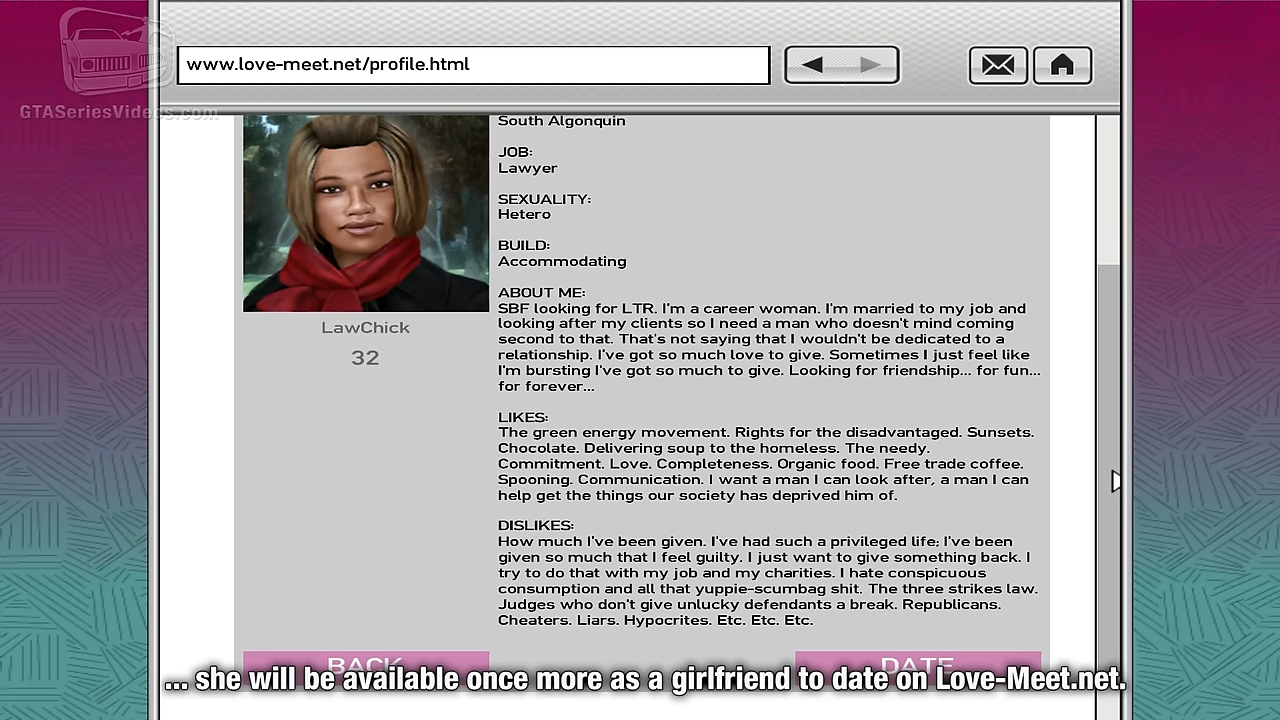 www.love-meet.net/profile.html
GTASeriesVideos.com
South Algonquin
JOB:
Lawyer
SEXUALITY:
Hetero
BUILD:
Accommodating
ABOUT ME:
SBF looking for LTR. I'm a career woman. I'm married to my job and
looking after my clients so I need a man who doesn't mind coming
second to that. That's not saying that I wouldn't be dedicated to a
relationship. I've got so much love to give. Sometimes I just feel like
I'm bursting I've got so much to give. Looking for friendship... for fun...
for forever...
LawChick
32
LIKES:
The green energy movement. Rights for the disadvantaged. Sunsets.
Chocolate. Delivering soup to the homeless. The needy.
Commitment. Love. Completeness. Organic food. Free trade coffee.
Spooning. Communication. I want a man I can look after, a man I can
help get the things our society has deprived him of.
DISLIKES:
How much I've been given. I've had such a privileged life; I've been
given so much that I feel guilty. I just want to give something back. I
try to do that with my job and my charities. I hate conspicuous
consumption and all that yuppie-scumbag shit. The three strikes law.
Judges who don't give unlucky defendants a break. Republicans.
Cheaters. Liars. Hypocrites. Etc. Etc. Etc.
BACK
DATE
... she will be available once more as a girlfriend to date on Love-Meet.net.